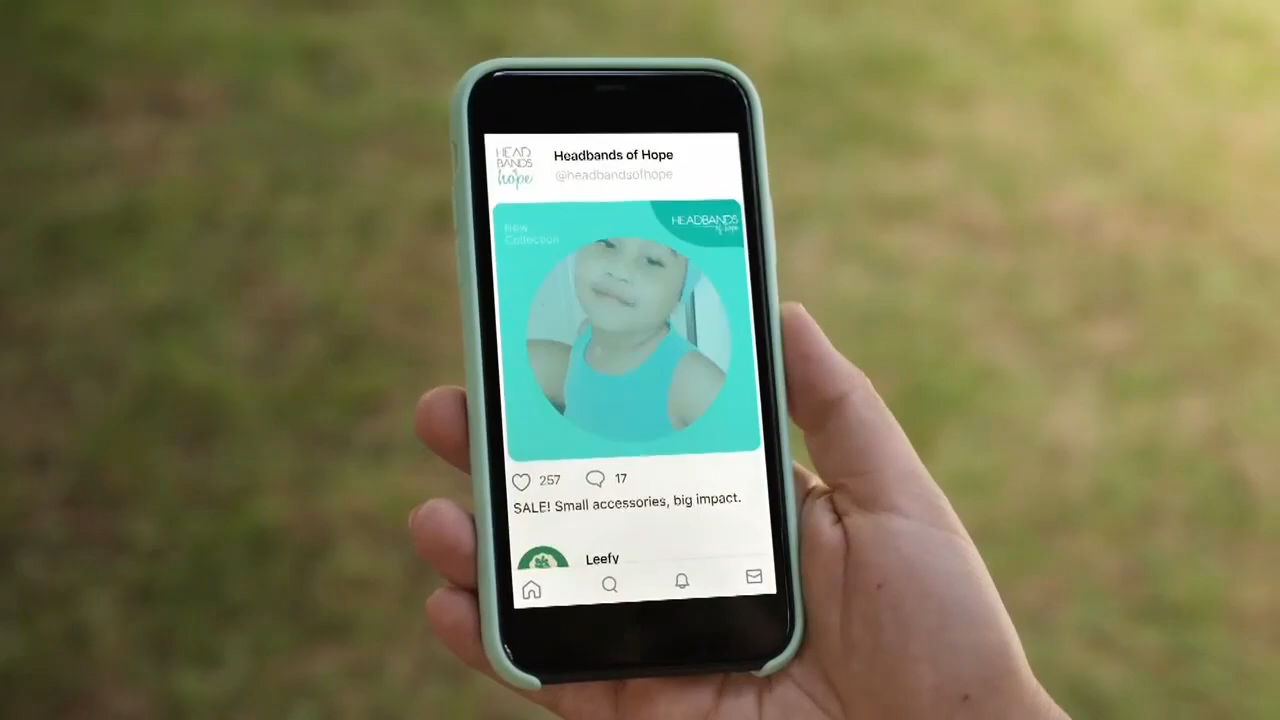 HEAD
BANDS
hope
Headbands of Hope
@headbandsofhope
New
Collection
HEADBANDS
of hope
257
17
SALE! Small accessories, big impact.
Leefy